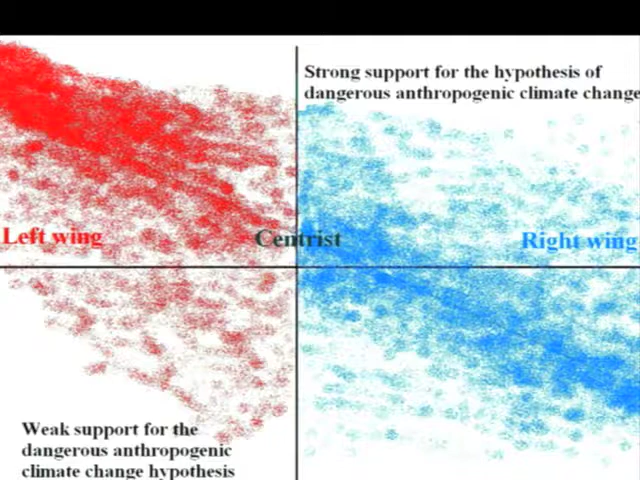 Strong support for the hypothesis of
dangerous anthropogenic climate change
Left wing
Centrist
Right wing
Weak support for the
dangerous anthropogenic
climate change hypothesis